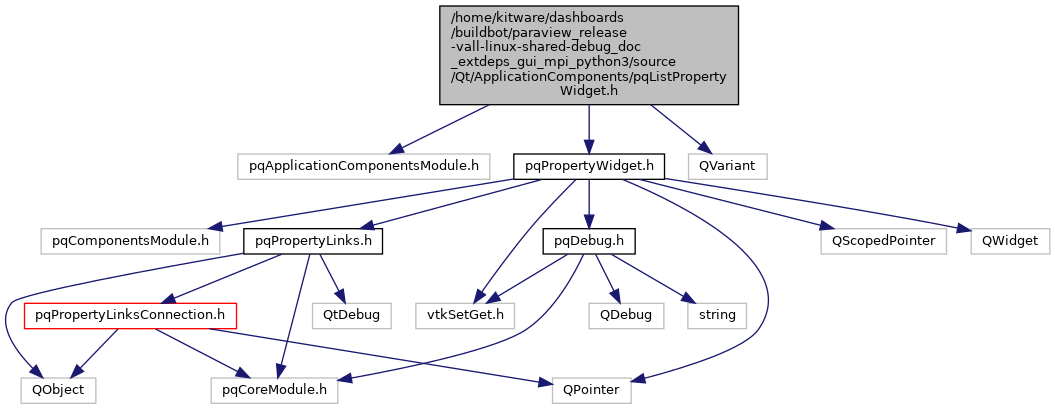 /home/kitware/dashboards
/buildbot/paraview_release
-vall-linux-shared-debug_doc
_extdeps_gui_mpi_python3/source
/Qt/ApplicationComponents/pqListProperty
Widget.h
pqApplicationComponentsModule.h
pqPropertyWidget.h
QVariant
pqComponentsModule.h
pqPropertyLinks.h
pqDebug.h
QScopedPointer
QWidget
pqPropertyLinksConnection.h
QtDebug
vtkSetGet.h
QDebug
string
QObject
pqCoreModule.h
QPointer